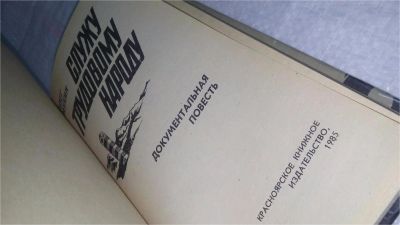 СЛУЖУ
ТРУДОВОМУ
НАРОДУ
ДОКУМЕНТАЛЬНАЯ
ПОВЕСТЬ
КРАСНОЯРСКОЕ КНИЖНОЕ
ИЗДАТЕЛЬСТВО,
1985